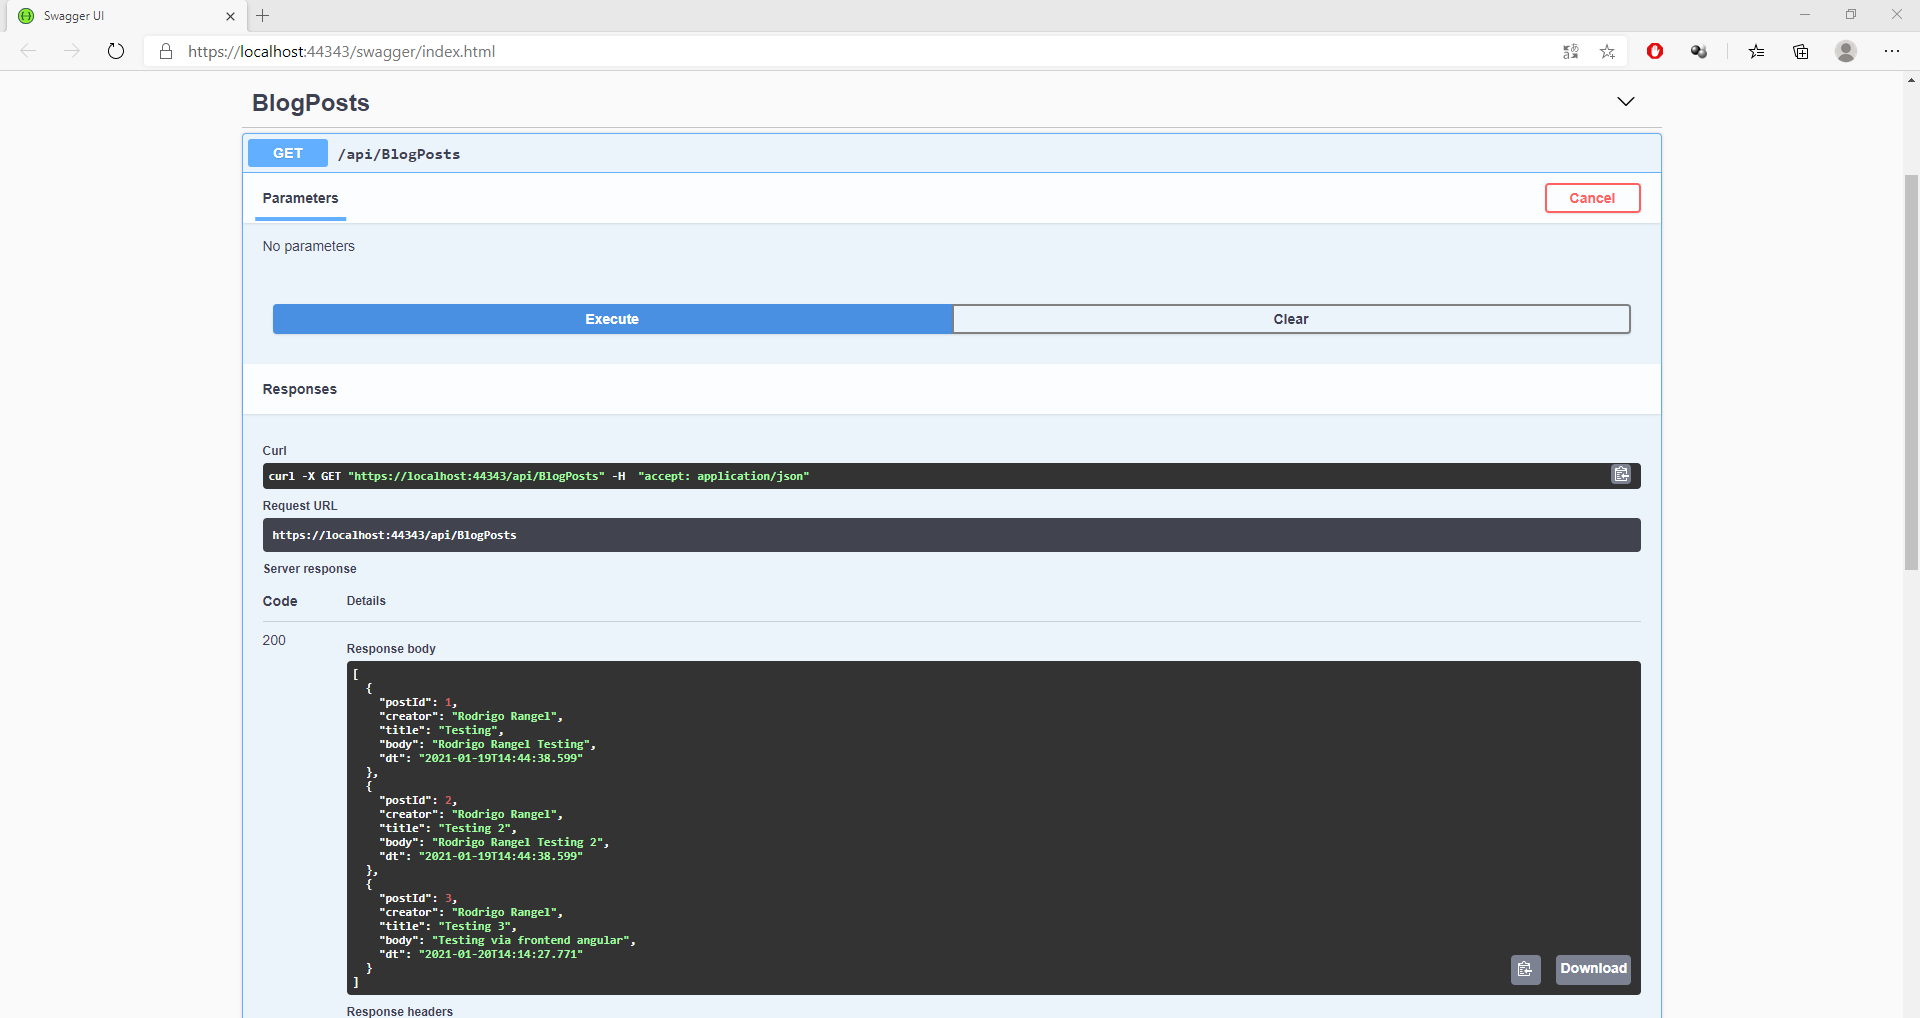 Swagger UI
https://localhost:44343/swagger/index.html
BlogPosts
GET /api/BlogPosts
Parameters
Cancel
No parameters
Execute
Clear
Responses
Curl
curl -X GET "https://localhost:44343/api/BlogPosts" -H  "accept: application/json"
Request URL
https://localhost:44343/api/BlogPosts
Server response
Code Details
200
Response body
[
  {
    "postId": 1,
    "creator": "Rodrigo Rangel",
    "title": "Testing",
    "body": "Rodrigo Rangel Testing",
    "dt": "2021-01-19T14:44:38.599"
  },
  {
    "postId": 2,
    "creator": "Rodrigo Rangel",
    "title": "Testing 2",
    "body": "Rodrigo Rangel Testing 2",
    "dt": "2021-01-19T14:44:38.599"
  },
  {
    "postId": 3,
    "creator": "Rodrigo Rangel",
    "title": "Testing 3",
    "body": "Testing via frontend angular",
    "dt": "2021-01-20T14:14:27.771"
  }
]
Download
Response headers